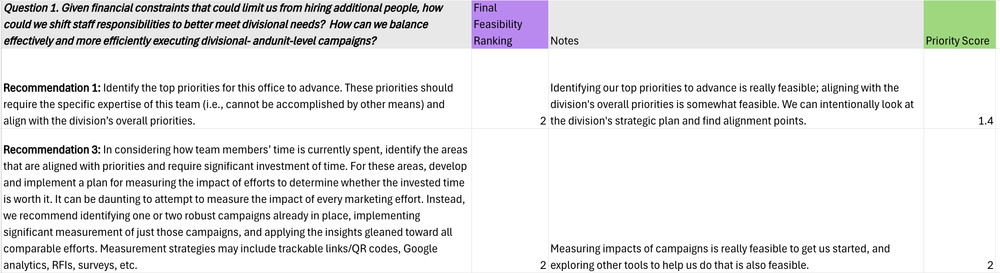 Question 1. Given financial constraints that could limit us from hiring additional people, how
could we shift staff responsibilities to better meet divisional needs?  How can we balance
effectively and more efficiently executing divisional- andunit-level campaigns?
Final
Feasibility
Ranking
Notes
Priority Score
Recommendation 1: Identify the top priorities for this office to advance. These priorities should
require the specific expertise of this team (i.e., cannot be accomplished by other means) and
align with the division’s overall priorities.
2
Identifying our top priorities to advance is really feasible; aligning with the
division's overall priorities is somewhat feasible. We can intentionally look at
the division's strategic plan and find alignment points.
1.4
Recommendation 3: In considering how team members’ time is currently spent, identify the areas
that are aligned with priorities and require significant investment of time. For these areas, develop
and implement a plan for measuring the impact of efforts to determine whether the invested time
is worth it. It can be daunting to attempt to measure the impact of every marketing effort. Instead,
we recommend identifying one or two robust campaigns already in place, implementing
significant measurement of just those campaigns, and applying the insights gleaned toward all
comparable efforts. Measurement strategies may include trackable links/QR codes, Google
analytics, RFIs, surveys, etc.
2
Measuring impacts of campaigns is really feasible to get us started, and
exploring other tools to help us do that is also feasible.
2